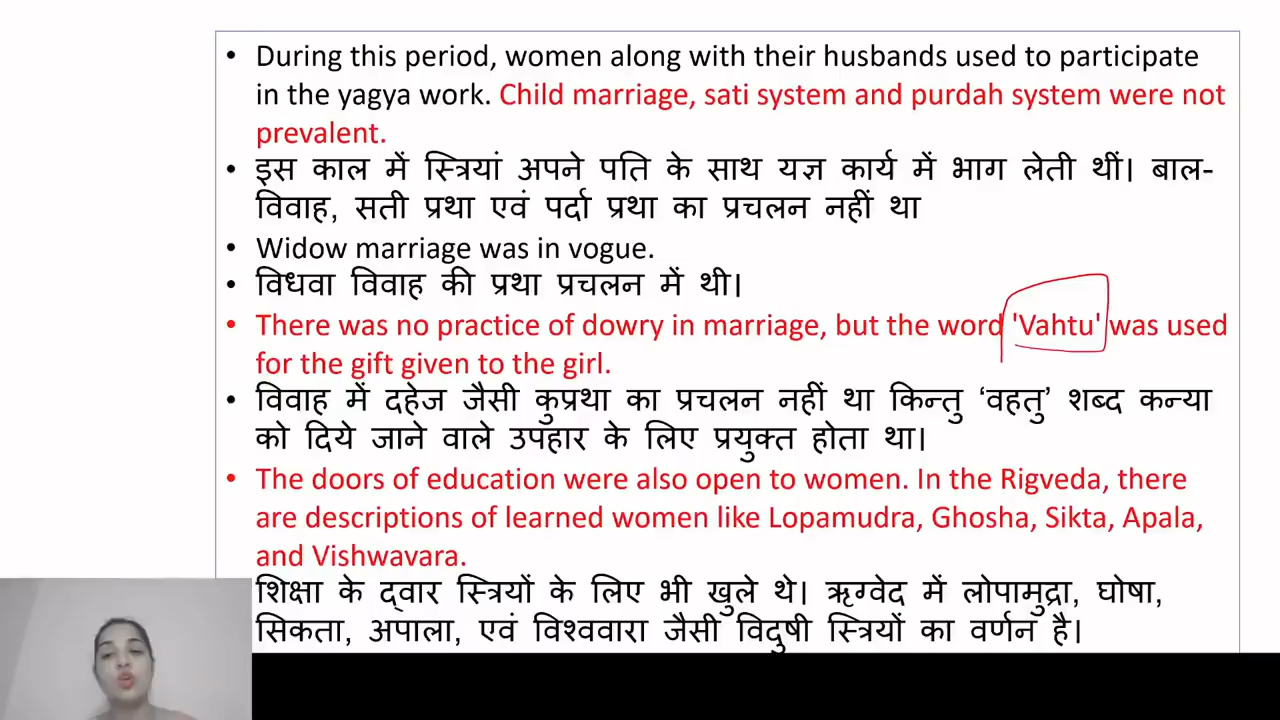 • During this period, women along with their husbands used to participate
in the yagya work. Child marriage, sati system and purdah system were not
prevalent.
• इस काल में स्त्रियां अपने पति के साथ यज्ञ कार्य में भाग लेती थीं। बाल-
विवाह, सती प्रथा एवं पर्दा प्रथा का प्रचलन नहीं था
• Widow marriage was in vogue.
• विधवा विवाह की प्रथा प्रचलन में थी।
• There was no practice of dowry in marriage, but the word 'Vahtu' was used
for the gift given to the girl.
• विवाह में दहेज जैसी कुप्रथा का प्रचलन नहीं था किन्तु ‘वहतु’ शब्द कन्या
को दिये जाने वाले उपहार के लिए प्रयुक्त होता था।
• The doors of education were also open to women. In the Rigveda, there
are descriptions of learned women like Lopamudra, Ghosha, Sikta, Apala,
and Vishwavara.
शिक्षा के द्वार स्त्रियों के लिए भी खुले थे। ऋग्वेद में लोपामुद्रा, घोषा,
सिकता, अपाला, एवं विश्ववारा जैसी विदुषी स्त्रियों का वर्णन है।